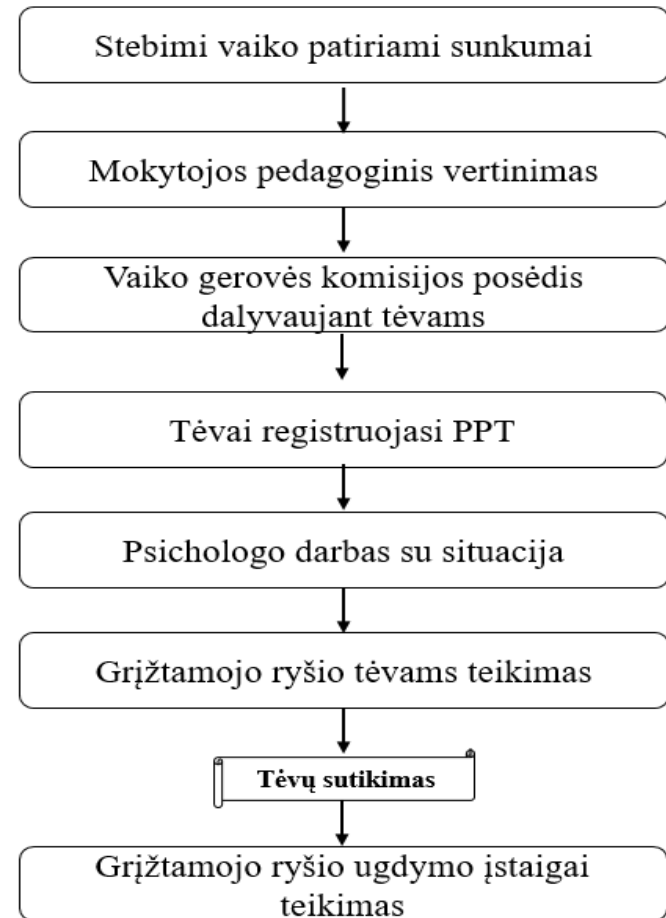 Stebimi vaiko patiriami sunkumai
Mokytojos pedagoginis vertinimas
Vaiko gerovės komisijos posėdis
dalyvaujant tėvams
Tėvai registruojasi PPT
Psichologo darbas su situacija
Grįžtamojo ryšio tėvams teikimas
Tėvų sutikimas
Grįžtamojo ryšio ugdymo įstaigai
teikimas